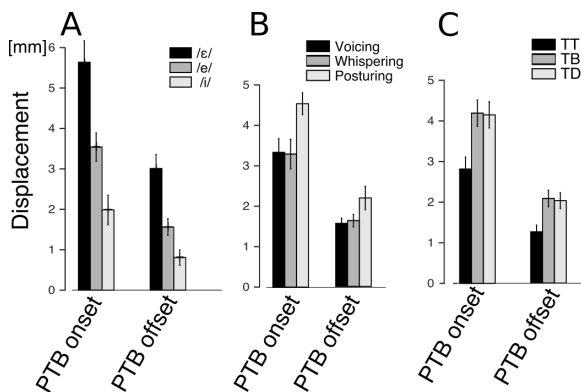 A
B
C
[mm]
Displacement
6
5
4
3
2
1
0
/ɛ/
/e/
/i/
PTB onset
PTB offset
5
4
3
2
1
0
Voicing
Whispering
Posturing
PTB onset
PTB offset
5
4
3
2
1
0
TT
TB
TD
PTB onset
PTB offset